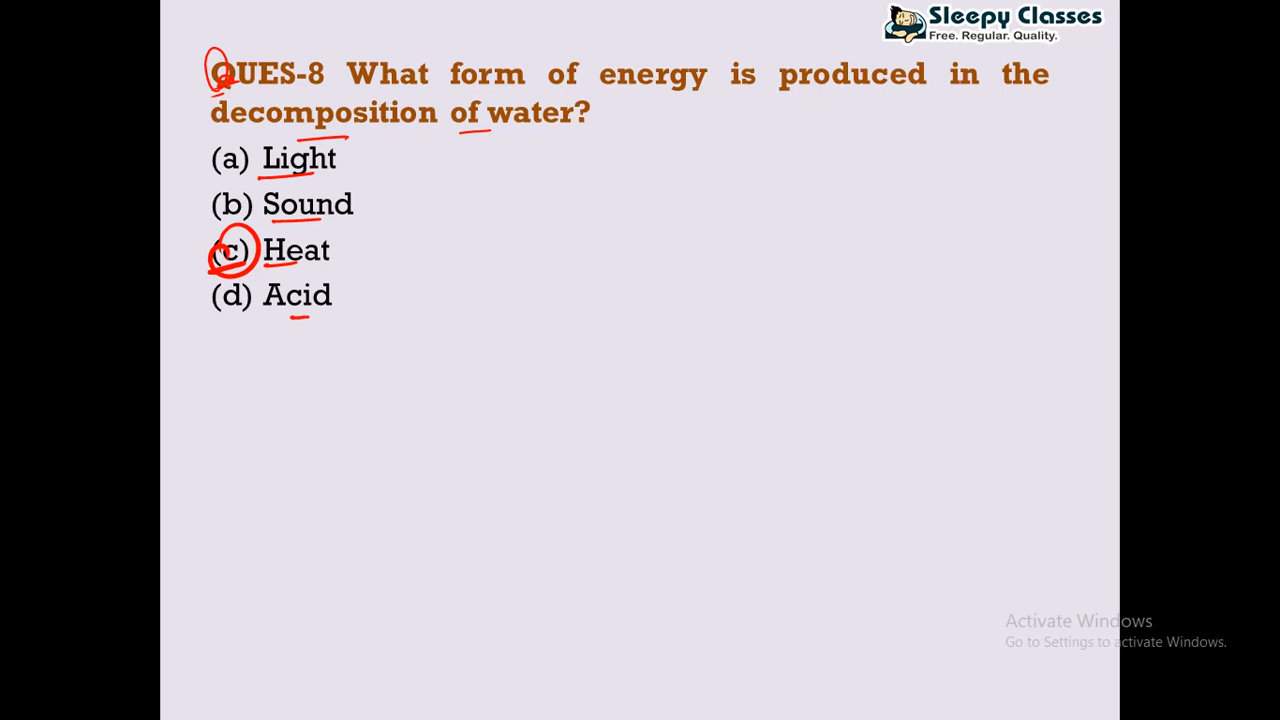 Sleepy Classes
Free. Regular. Quality.
QUES-8 What form of energy is produced in the
decomposition of water?
(a) Light
(b) Sound
(c) Heat
(d) Acid
Activate Windows
Go to Settings to activate Windows.